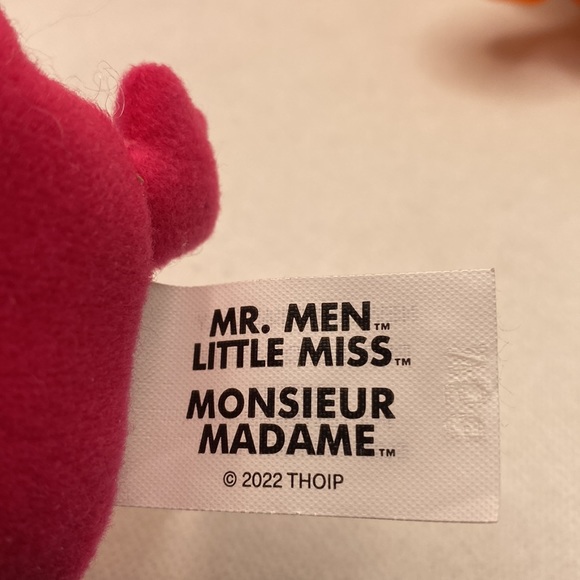 MR. MEN™
LITTLE MISS™
MONSIEUR
MADAME™
© 2022 THOIP